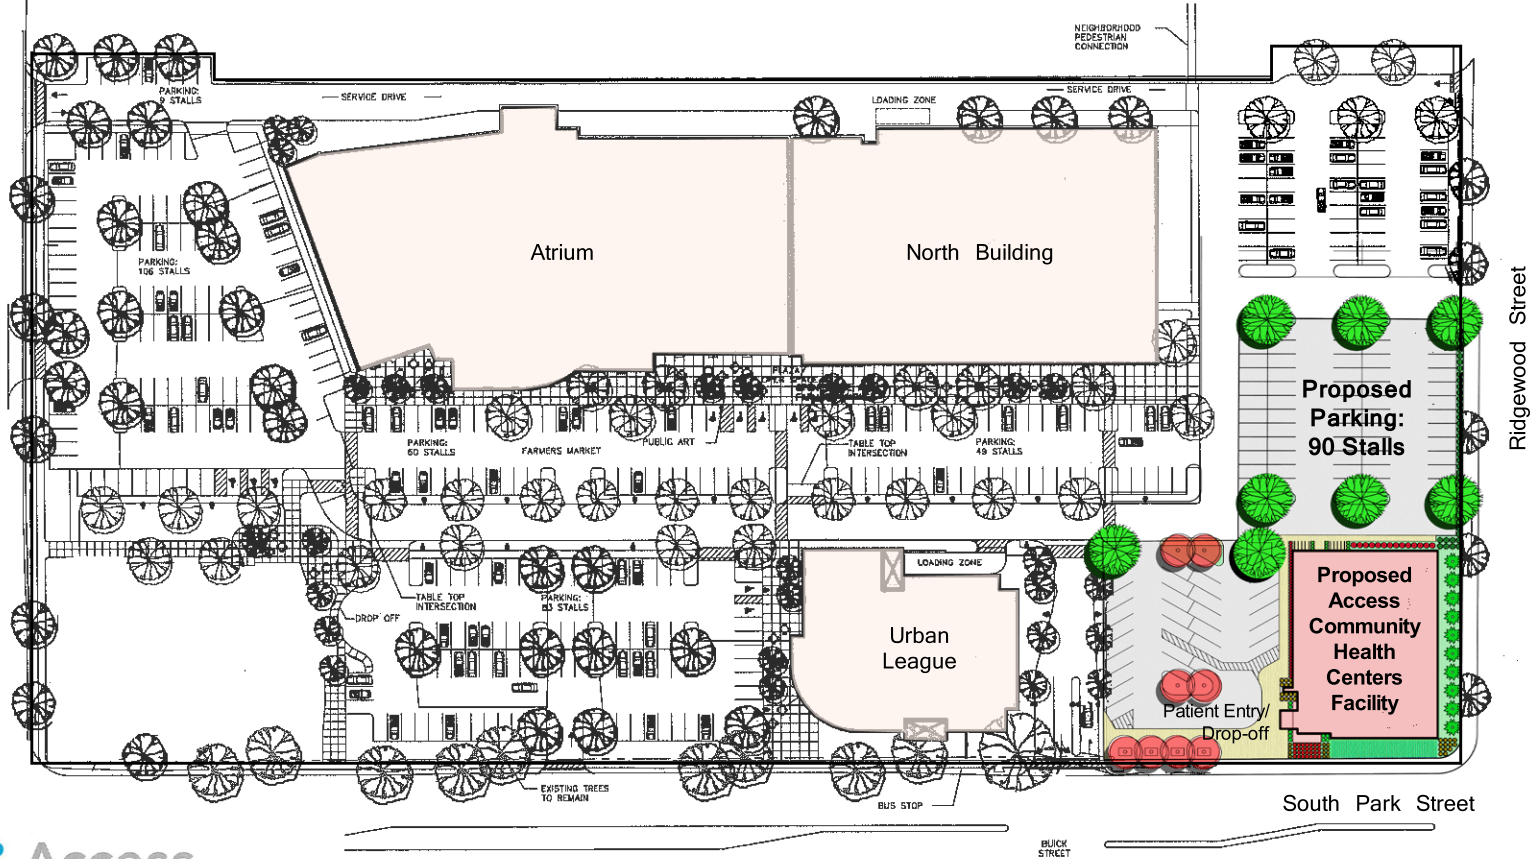 NEIGHBORHOOD
PEDESTRIAN
CONNECTION
PARKING:
9 STALLS
SERVICE DRIVE
LOADING ZONE
SERVICE DRIVE
Atrium
North Building
PARKING:
106 STALLS
Ridgewood Street
PLAZA
Proposed
Parking:
90 Stalls
PARKING:
60 STALLS
FARMERS MARKET
PUBLIC ART
TABLE TOP
INTERSECTION
PARKING:
49 STALLS
LOADING ZONE
TABLE TOP
INTERSECTION
DROP OFF
PARKING:
83 STALLS
Urban
League
Proposed
Access
Community
Health
Centers
Facility
Patient Entry/
Drop-off
EXISTING TREES
TO REMAIN
BUS STOP
South Park Street
BUICK
STREET
Access